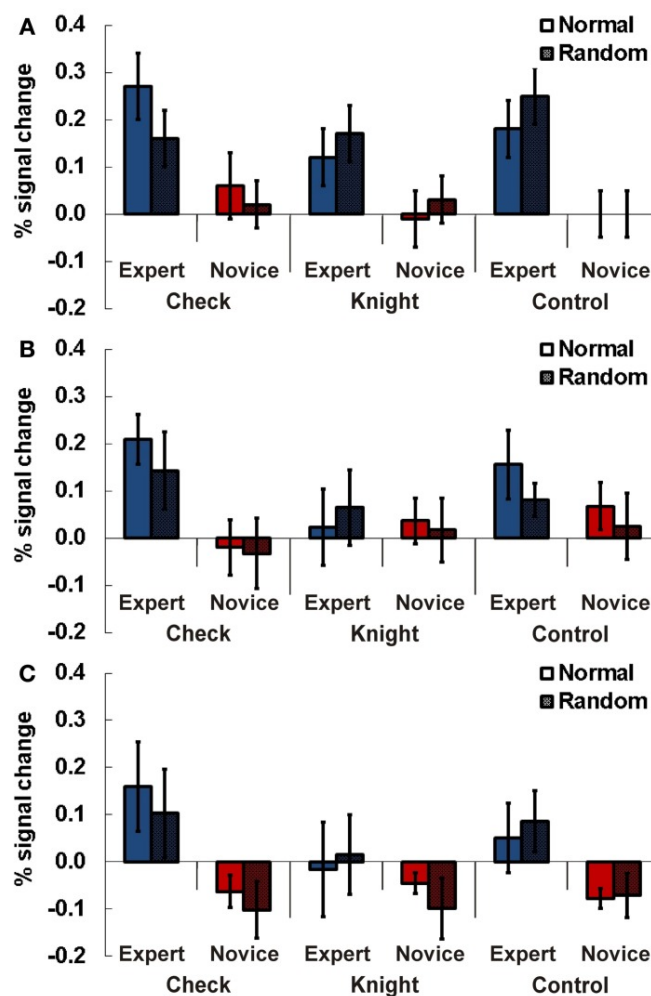 A
Normal
Random
% signal change
0.4
0.3
0.2
0.1
0.0
-0.1
-0.2
Expert Novice Expert Novice Expert Novice
Check Knight Control
B
Normal
Random
% signal change
0.4
0.3
0.2
0.1
0.0
-0.1
-0.2
Expert Novice Expert Novice Expert Novice
Check Knight Control
C
Normal
Random
% signal change
0.4
0.3
0.2
0.1
0.0
-0.1
-0.2
Expert Novice Expert Novice Expert Novice
Check Knight Control